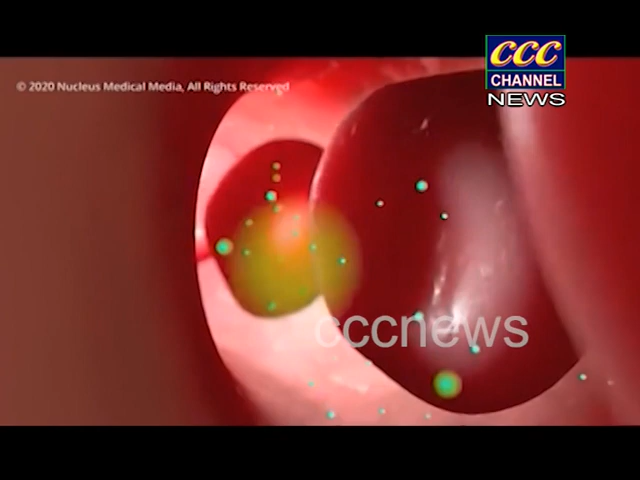 © 2020 Nucleus Medical Media, All Rights Reserved
CCC
CHANNEL
NEWS
cccnews